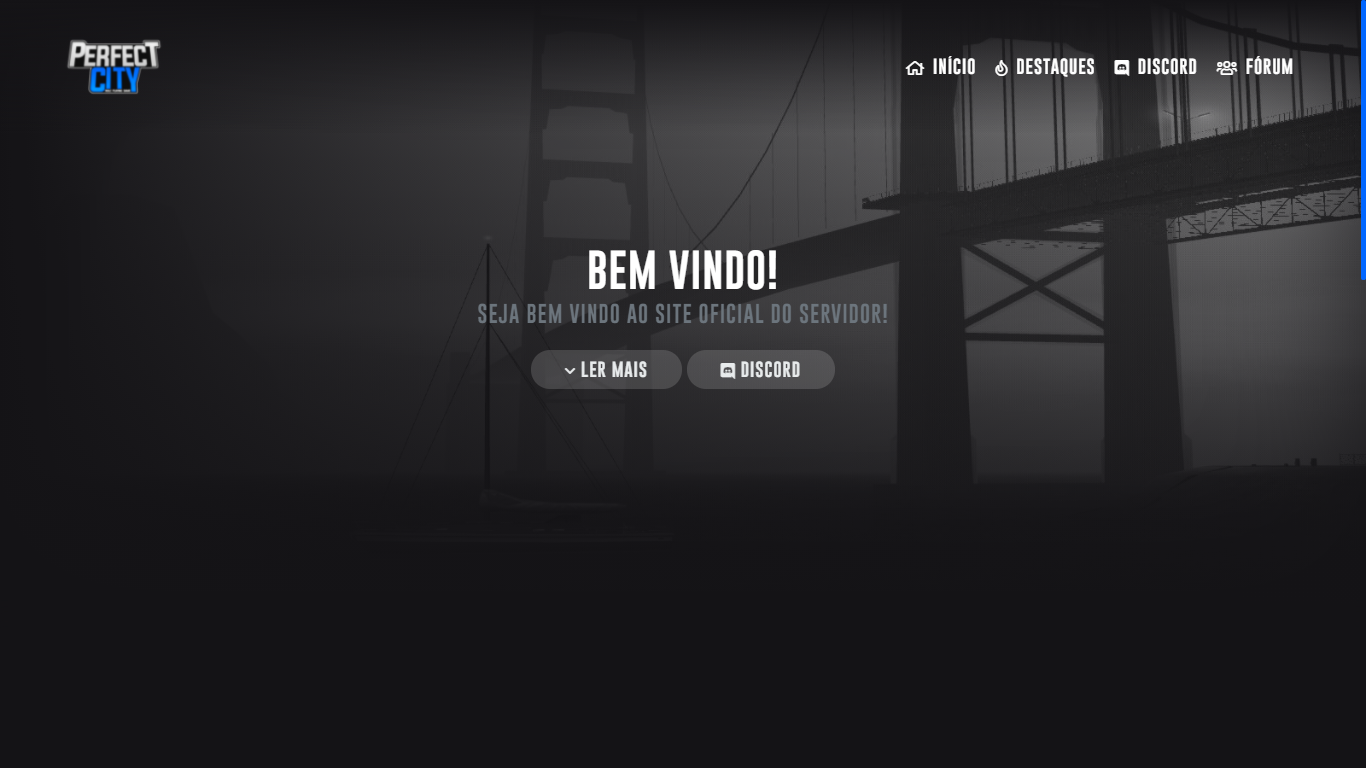 PERFECT
CITY
INÍCIO DESTAQUES DISCORD FÓRUM
BEM VINDO!
SEJA BEM VINDO AO SITE OFICIAL DO SERVIDOR!
LER MAIS DISCORD